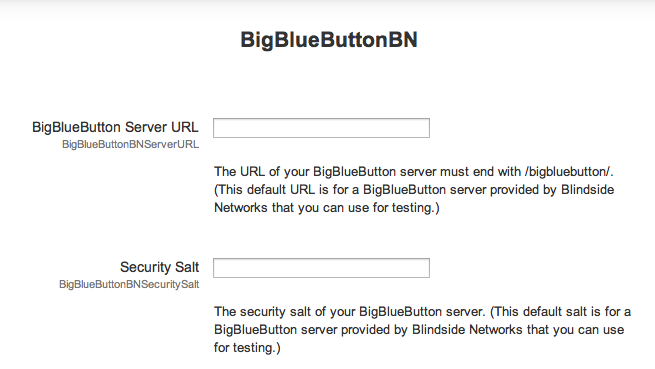 BigBlueButtonBN
BigBlueButton Server URL
BigBlueButtonBNServerURL
The URL of your BigBlueButton server must end with /bigbluebutton/.
(This default URL is for a BigBlueButton server provided by Blindside
Networks that you can use for testing.)
Security Salt
BigBlueButtonBNSecuritySalt
The security salt of your BigBlueButton server. (This default salt is for a
BigBlueButton server provided by Blindside Networks that you can use
for testing.)